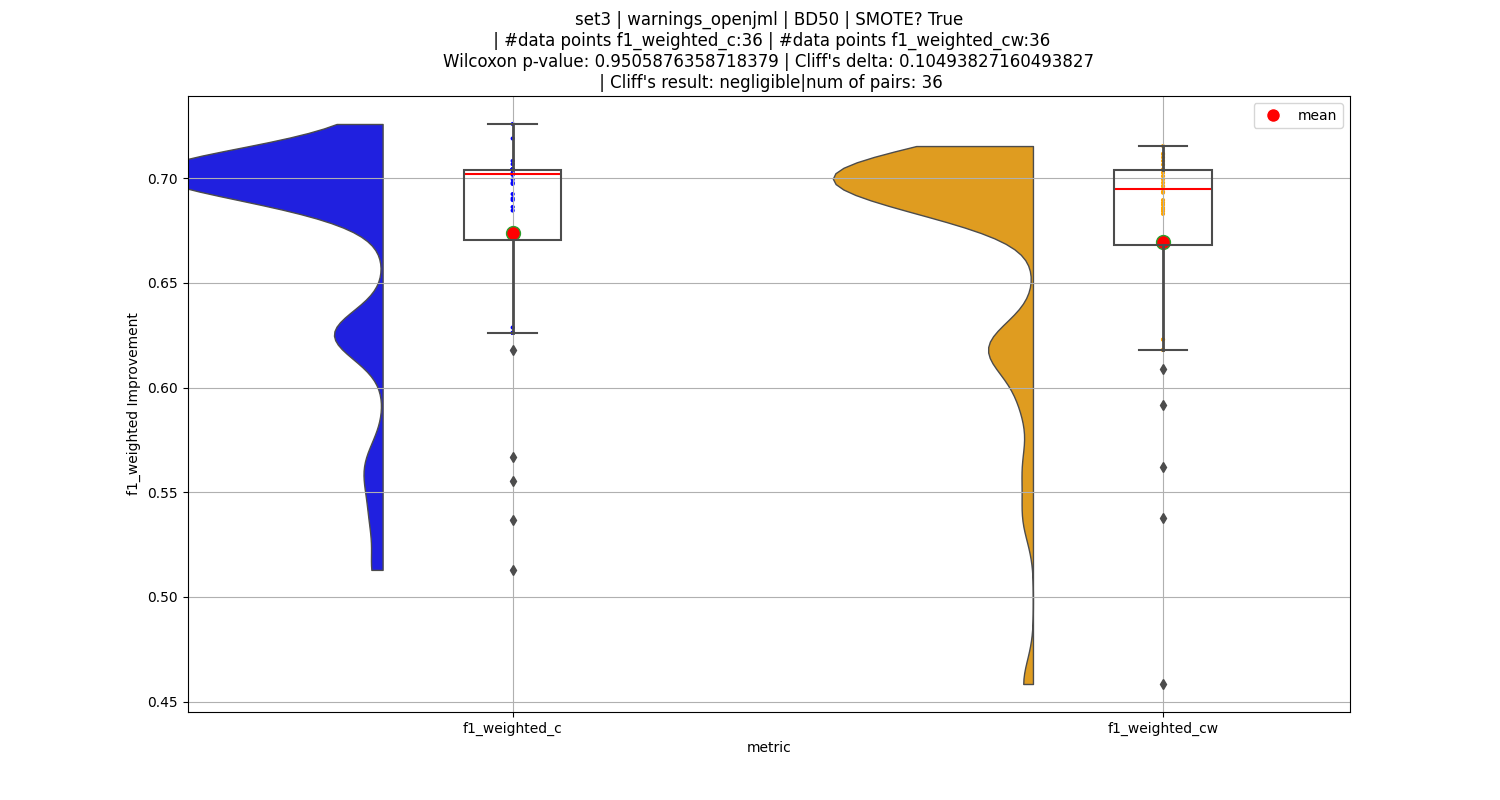 set3 | warnings_openjml | BD50 | SMOTE? True
| #data points f1_weighted_c:36 | #data points f1_weighted_cw:36
Wilcoxon p-value: 0.9505876358718379 | Cliff's delta: 0.10493827160493827
| Cliff's result: negligible|num of pairs: 36
mean
0.70
0.65
0.60
0.55
0.50
0.45
f1_weighted Improvement
f1_weighted_c
f1_weighted_cw
metric